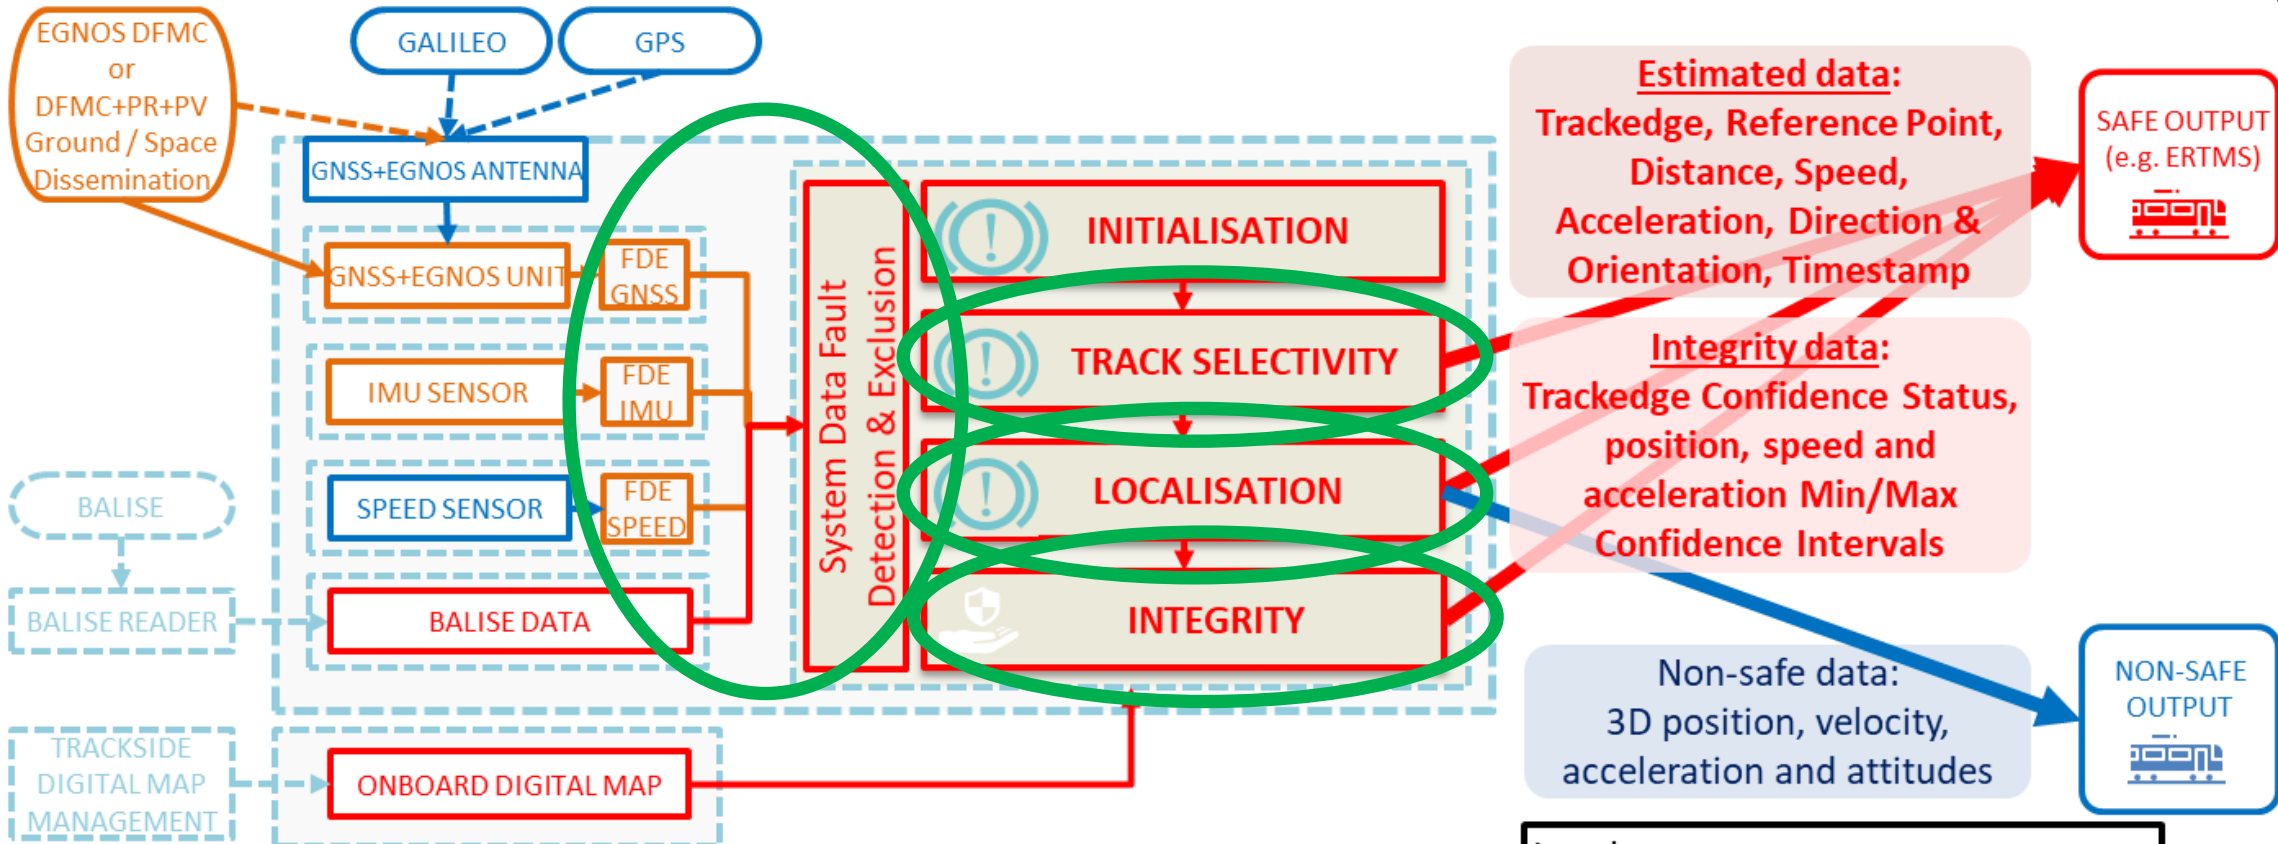 EGNOS DFMC
or
DFMC+PR+PV
Ground / Space
Dissemination
GALILEO
GPS
GNSS+EGNOS ANTENNA
GNSS+EGNOS UNIT
FDE
GNSS
IMU SENSOR
FDE
IMU
SPEED SENSOR
FDE
SPEED
BALISE
BALISE READER
BALISE DATA
TRACKSIDE
DIGITAL MAP
MANAGEMENT
ONBOARD DIGITAL MAP
System Data Fault
Detection & Exclusion
INITIALISATION
TRACK SELECTIVITY
LOCALISATION
INTEGRITY
Estimated data:
Trackedge, Reference Point,
Distance, Speed,
Acceleration, Direction &
Orientation, Timestamp
Integrity data:
Trackedge Confidence Status,
position, speed and
acceleration Min/Max
Confidence Intervals
Non-safe data:
3D position, velocity,
acceleration and attitudes
SAFE OUTPUT
(e.g. ERTMS)
NON-SAFE
OUTPUT